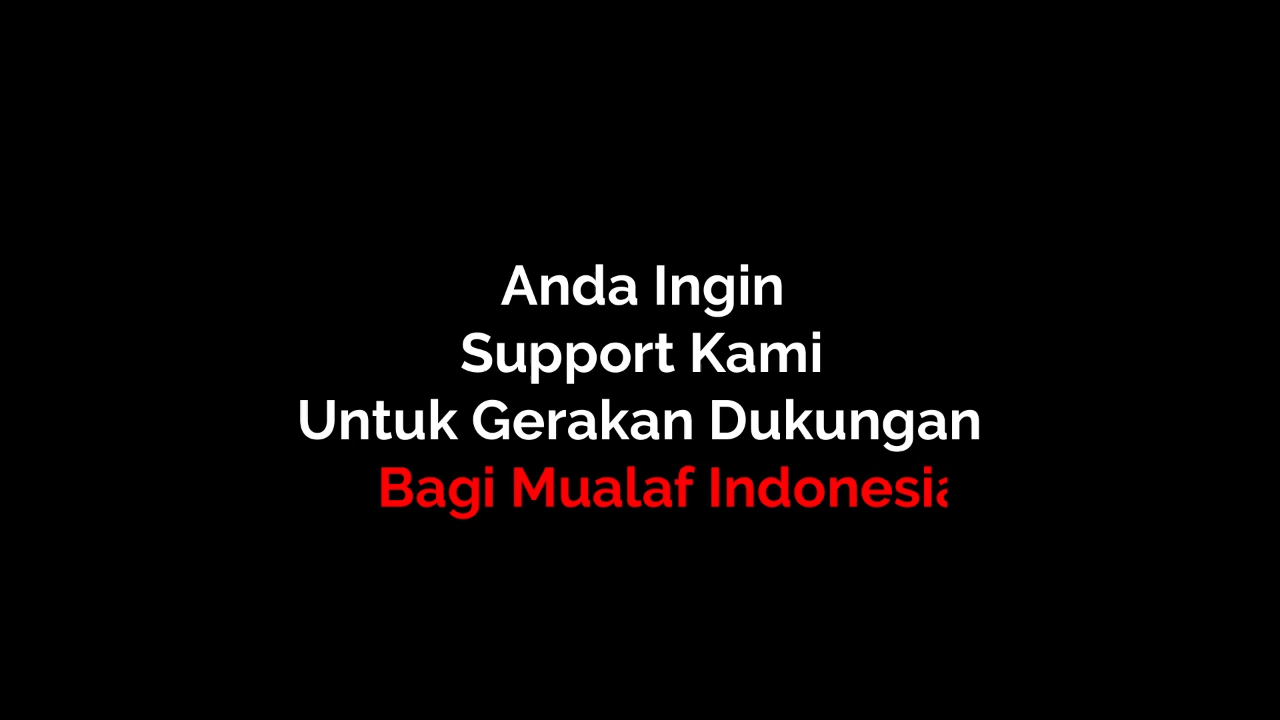 Anda Ingin
Support Kami
Untuk Gerakan Dukungan
Bagi Mualaf Indonesia